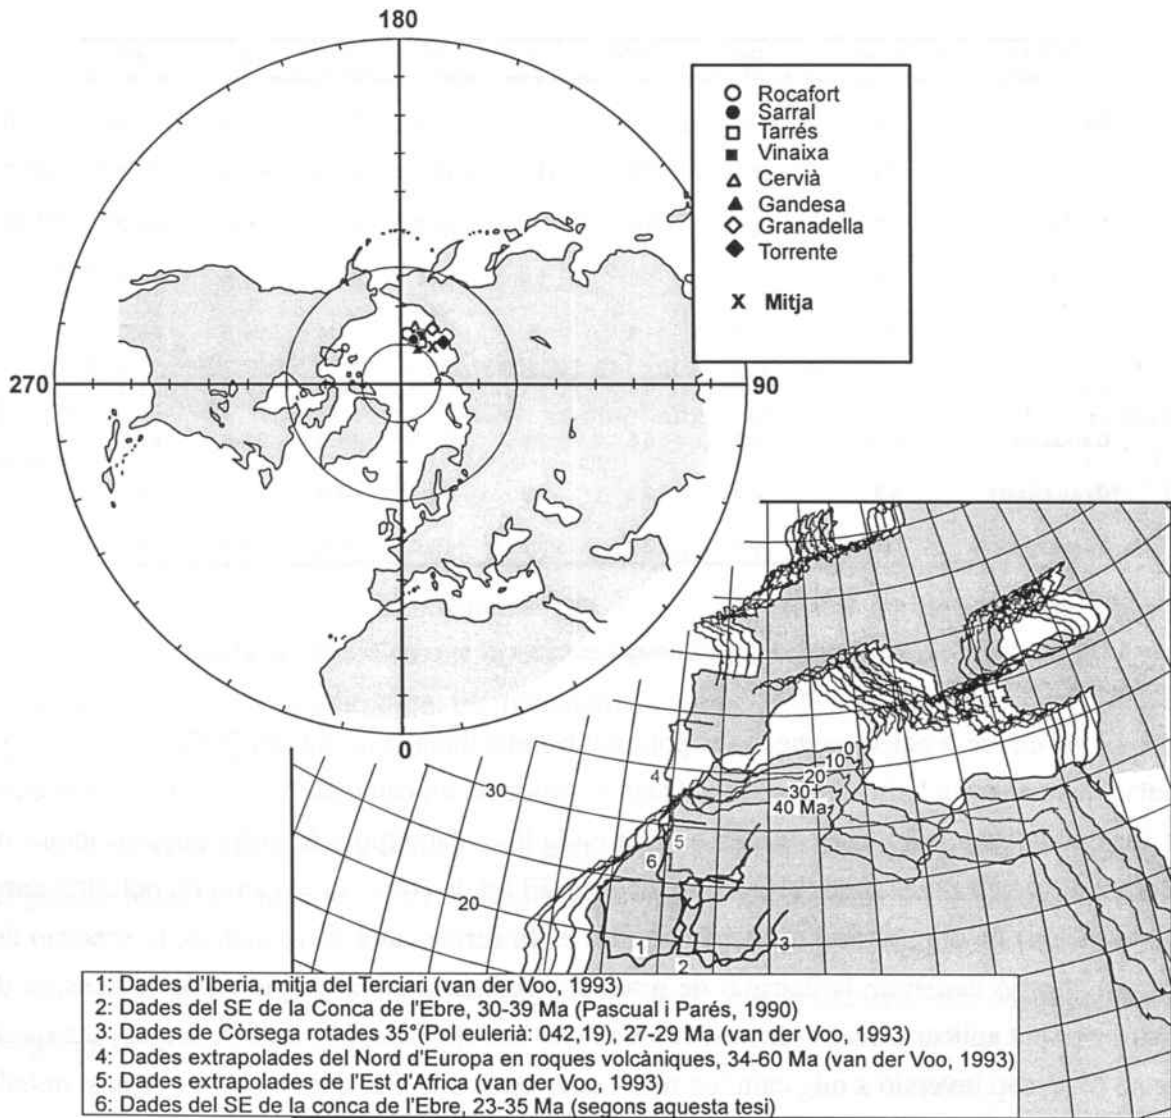 180
Rocafort
Sarral
Tarrés
Vinaixa
Cervià
Gandesa
Granadella
Torrente
X Mitja
270
90
0
0
10
20
30
40 Ma
4
30
5
6
20
1
2
3
1: Dades d'Iberia, mitja del Terciari (van der Voo, 1993)
2: Dades del SE de la Conca de l'Ebre, 30-39 Ma (Pascual i Parés, 1990)
3: Dades de Còrsega rotades 35°(Pol eulerià: 042,19), 27-29 Ma (van der Voo, 1993)
4: Dades extrapolades del Nord d'Europa en roques volcàniques, 34-60 Ma (van der Voo, 1993)
5: Dades extrapolades de l'Est d'Africa (van der Voo, 1993)
6: Dades del SE de la conca de l'Ebre, 23-35 Ma (segons aquesta tesi)